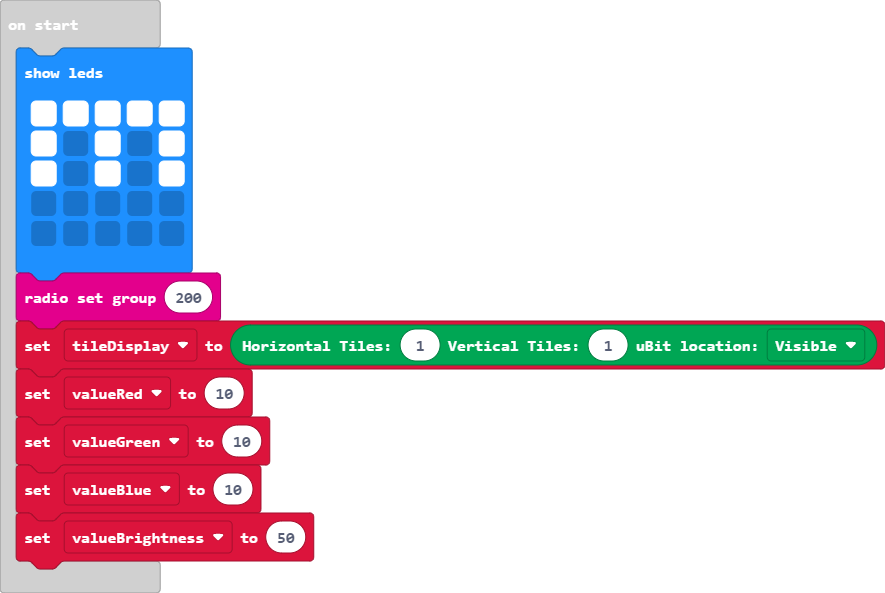 on start
show leds
radio set group 200
set tileDisplay to Horizontal Tiles: 1 Vertical Tiles: 1 uBit location: Visible
set valueRed to 10
set valueGreen to 10
set valueBlue to 10
set valueBrightness to 50